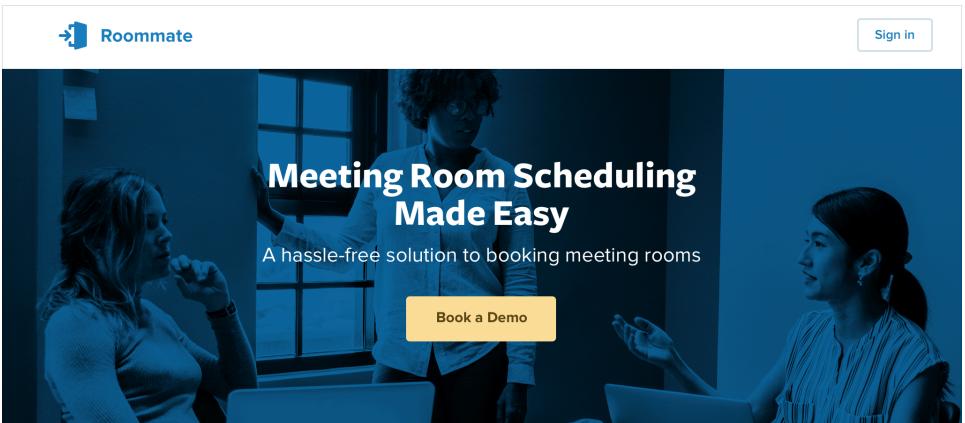 Roommate
Sign in
Meeting Room Scheduling
Made Easy
A hassle-free solution to booking meeting rooms
Book a Demo